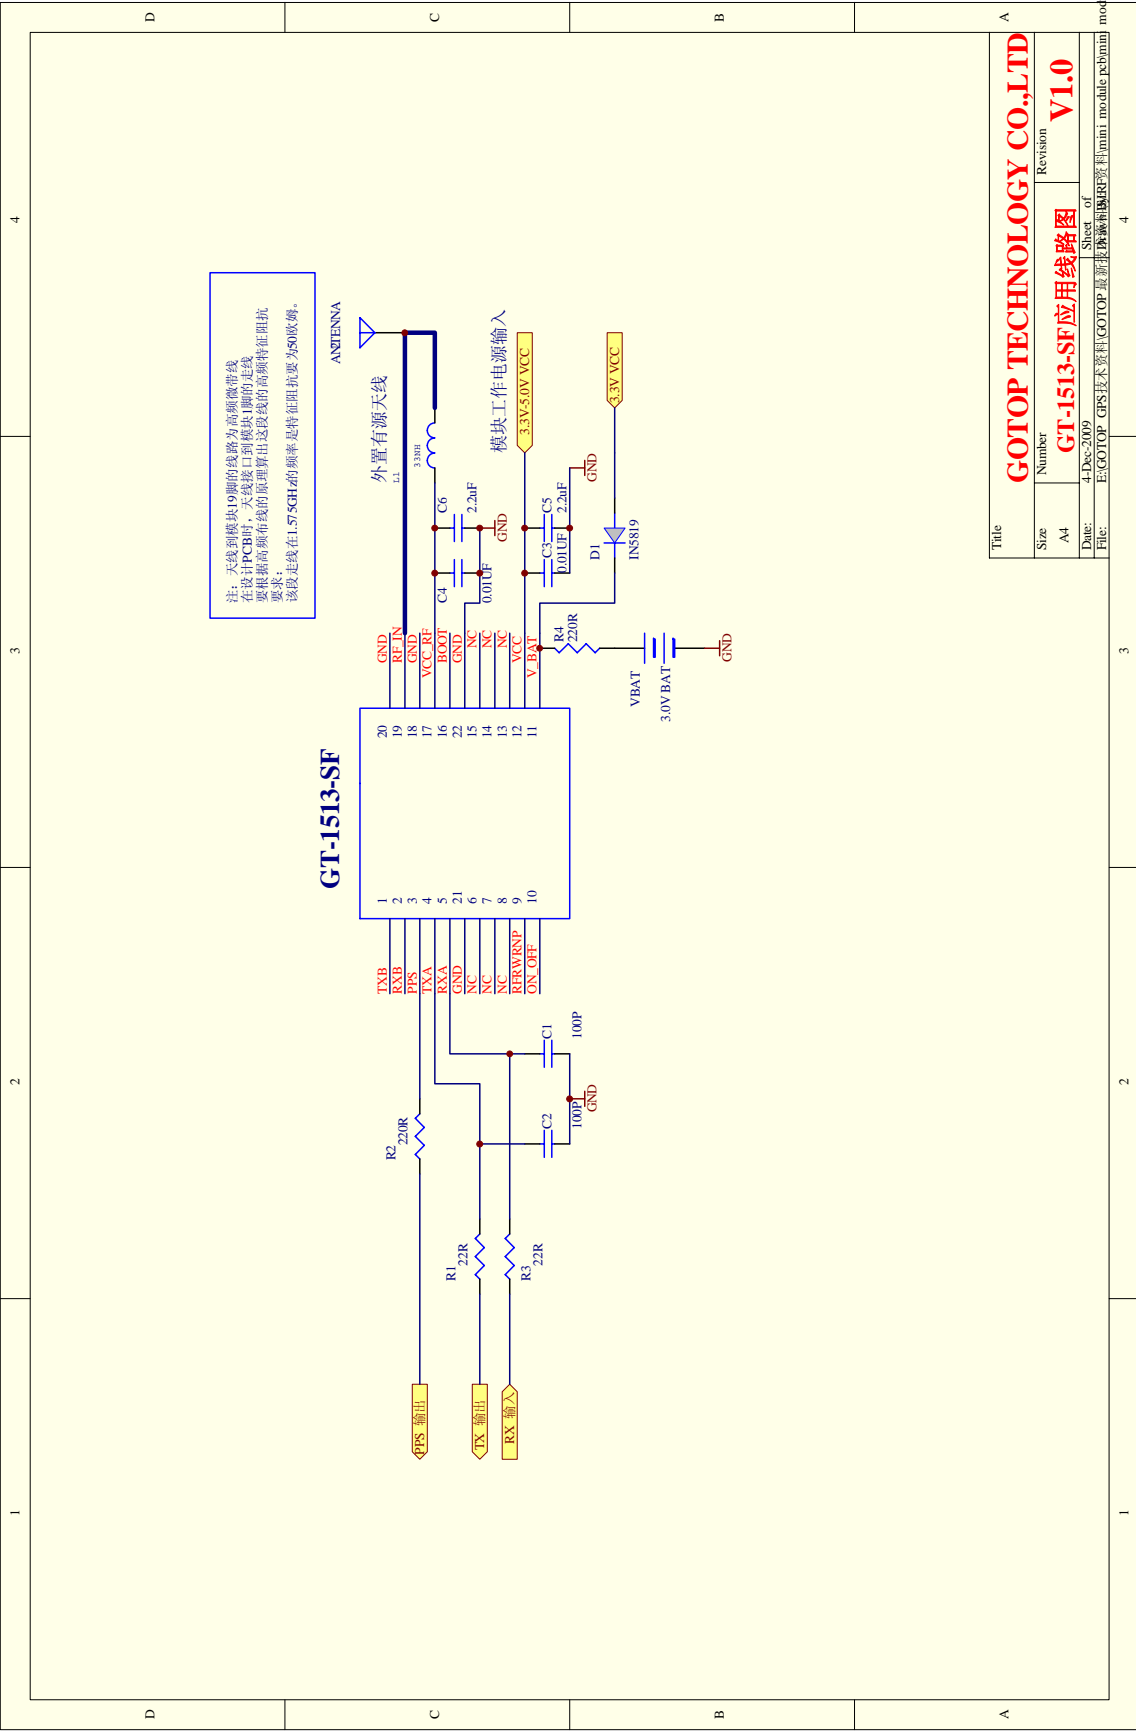 D
C
B
A
4
3
2
1
注：天线到模块19脚的线路为高频微带线
在设计PCB时，天线接口到模块1脚的走线
要根据高频布线的原理算出这段线的高频特征阻抗
要求：
该段走线在1.575GHz的频率是特征阻抗要为50欧姆。
GT-1513-SF
TXB 1
RXB 2
PPS 3
TXA 4
RXA 5
GND 21
NC 6
NC 7
NC 8
RFRWRNP 9
ON_OFF 10
20 GND
19 RF_IN
18 GND
17 VCC_RF
16 BOOT
22 GND
15 NC
14 NC
13 NC
12 VCC
11 V_BAT
PPS 输出
TX 输出
RX 输入
R2
220R
R1
22R
R3
22R
C2
100P
C1
100P
GND
外置有源天线
L1
33NH
C4
0.01UF
C6
2.2uF
GND
模块工作电源输入
3.3V-5.0V VCC
C3
0.01UF
C5
2.2uF
GND
3.3V VCC
D1
IN5819
R4
220R
VBAT
3.0V BAT
GND
Title
GOTOP TECHNOLOGY CO.,LTD
Size
A4
Number
GT-1513-SF应用线路图
Revision
V1.0
Date:
4-Dec-2009
Sheet of
File:
1
2
3
4
D
C
B
A